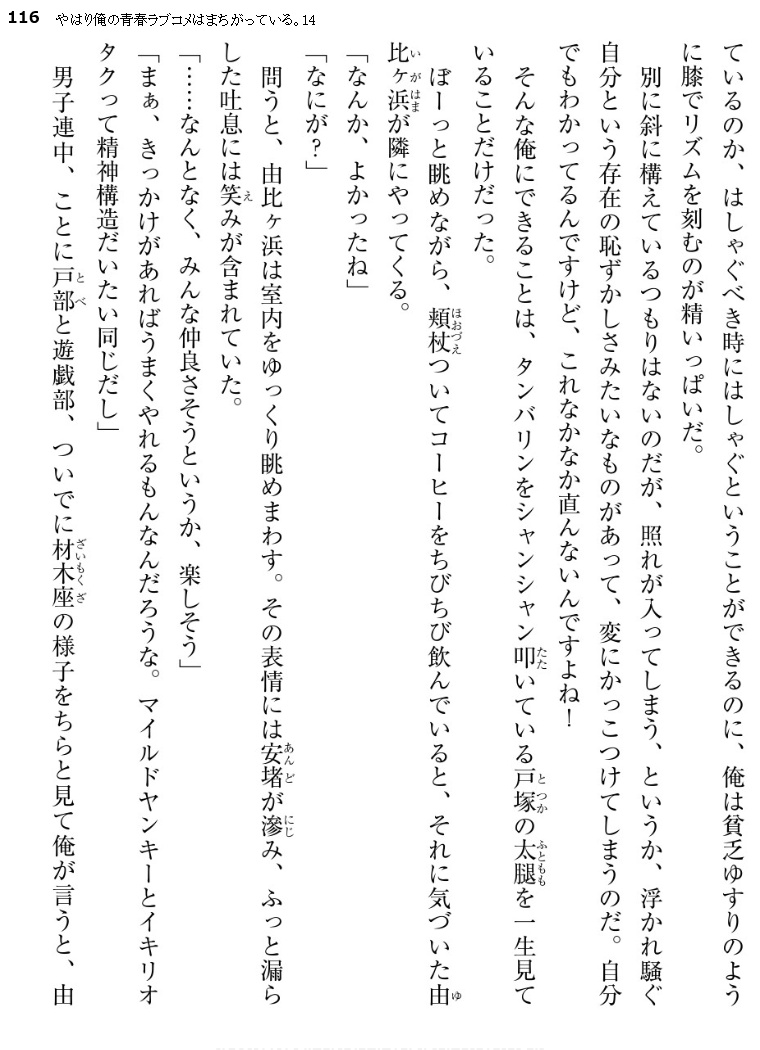 116 やはり俺の青春ラブコメはまちがっている。14
ているのか、はしゃぐべき時にはしゃぐということができるのに、俺は貧乏ゆすりのよう
に膝でリズムを刻むのが精いっぱいだ。
別に斜に構えているつもりはないのだが、照れが入ってしまう、というか、浮かれ騒ぐ
自分という存在の恥ずかしさみたいなものがあって、変にかっこつけてしまうのだ。自分
でもわかってるんですけど、これなかなか直んないんですよね！
そんな俺にできることは、タンバリンをシャンシャン叩いている戸塚の太腿を一生見て
いることだけだった。
ぼーっと眺めながら、頬杖ついてコーヒーをちびちび飲んでいると、それに気づいた由
比ヶ浜が隣にやってくる。
「なんか、よかったね」
「なにが？」
問うと、由比ヶ浜は室内をゆっくり眺めまわす。その表情には安堵が滲み、ふっと漏ら
した吐息には笑みが含まれていた。
「……なんとなく、みんな仲良さそうというか、楽しそう」
「まぁ、きっかけがあればうまくやれるもんなんだろうな。マイルドヤンキーとイキリオ
タクって精神構造だいたい同じだし」
男子連中、ことに戸部と遊戯部、ついでに材木座の様子をちらと見て俺が言うと、由